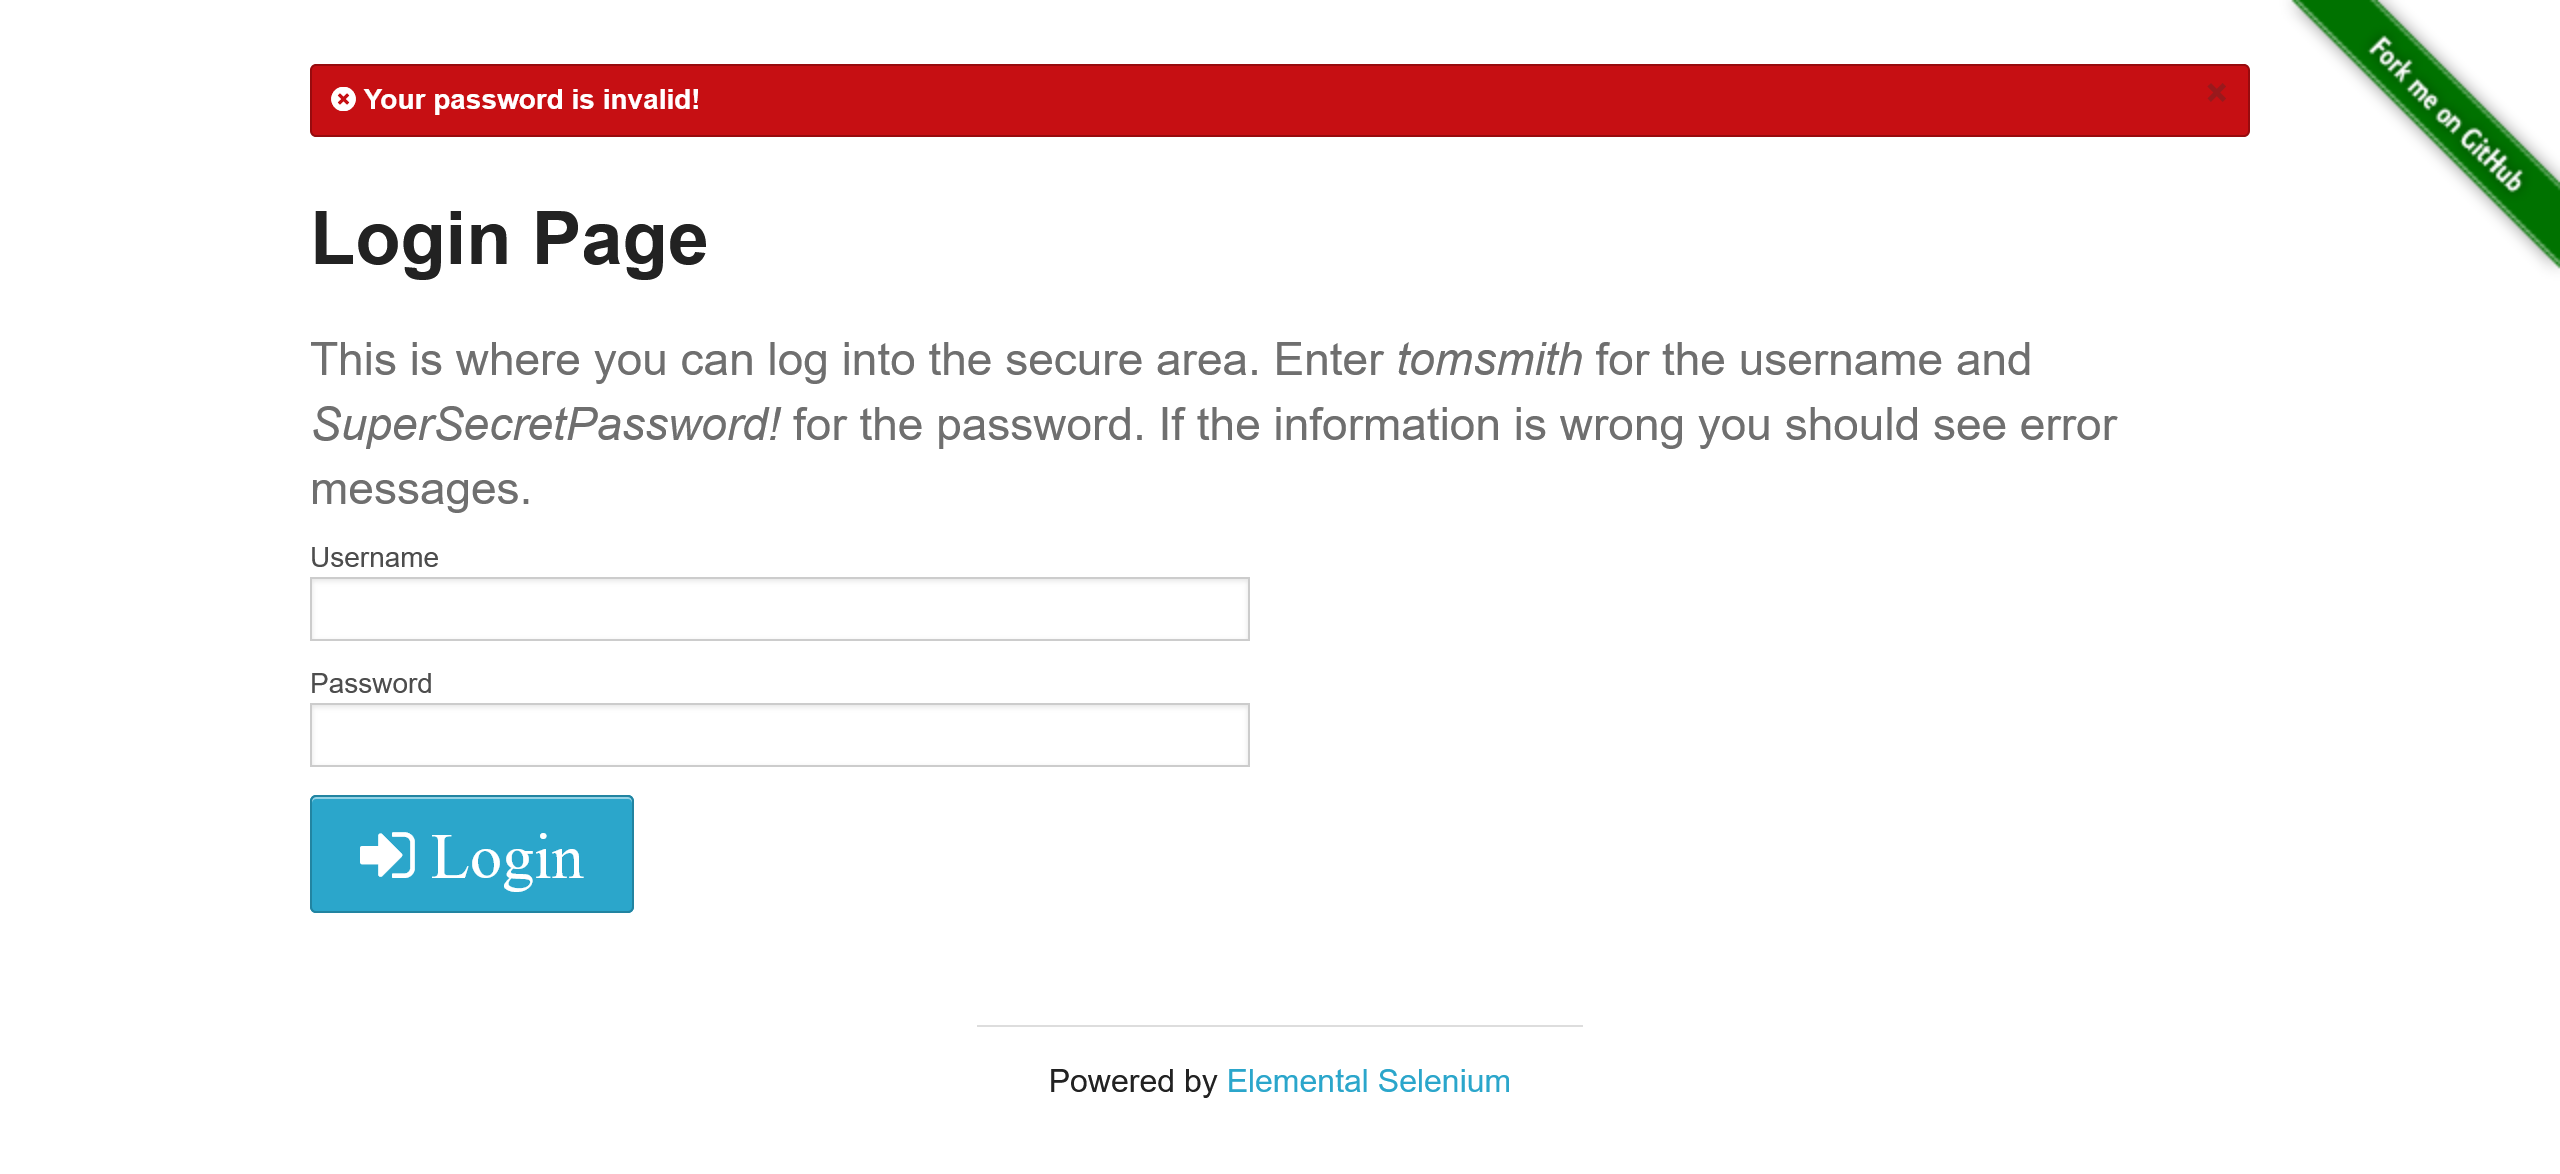 Your password is invalid!
×
Fork me on GitHub
Login Page
This is where you can log into the secure area. Enter tomsmith for the username and
SuperSecretPassword! for the password. If the information is wrong you should see error
messages.
Username
Password
Login
Powered by Elemental Selenium